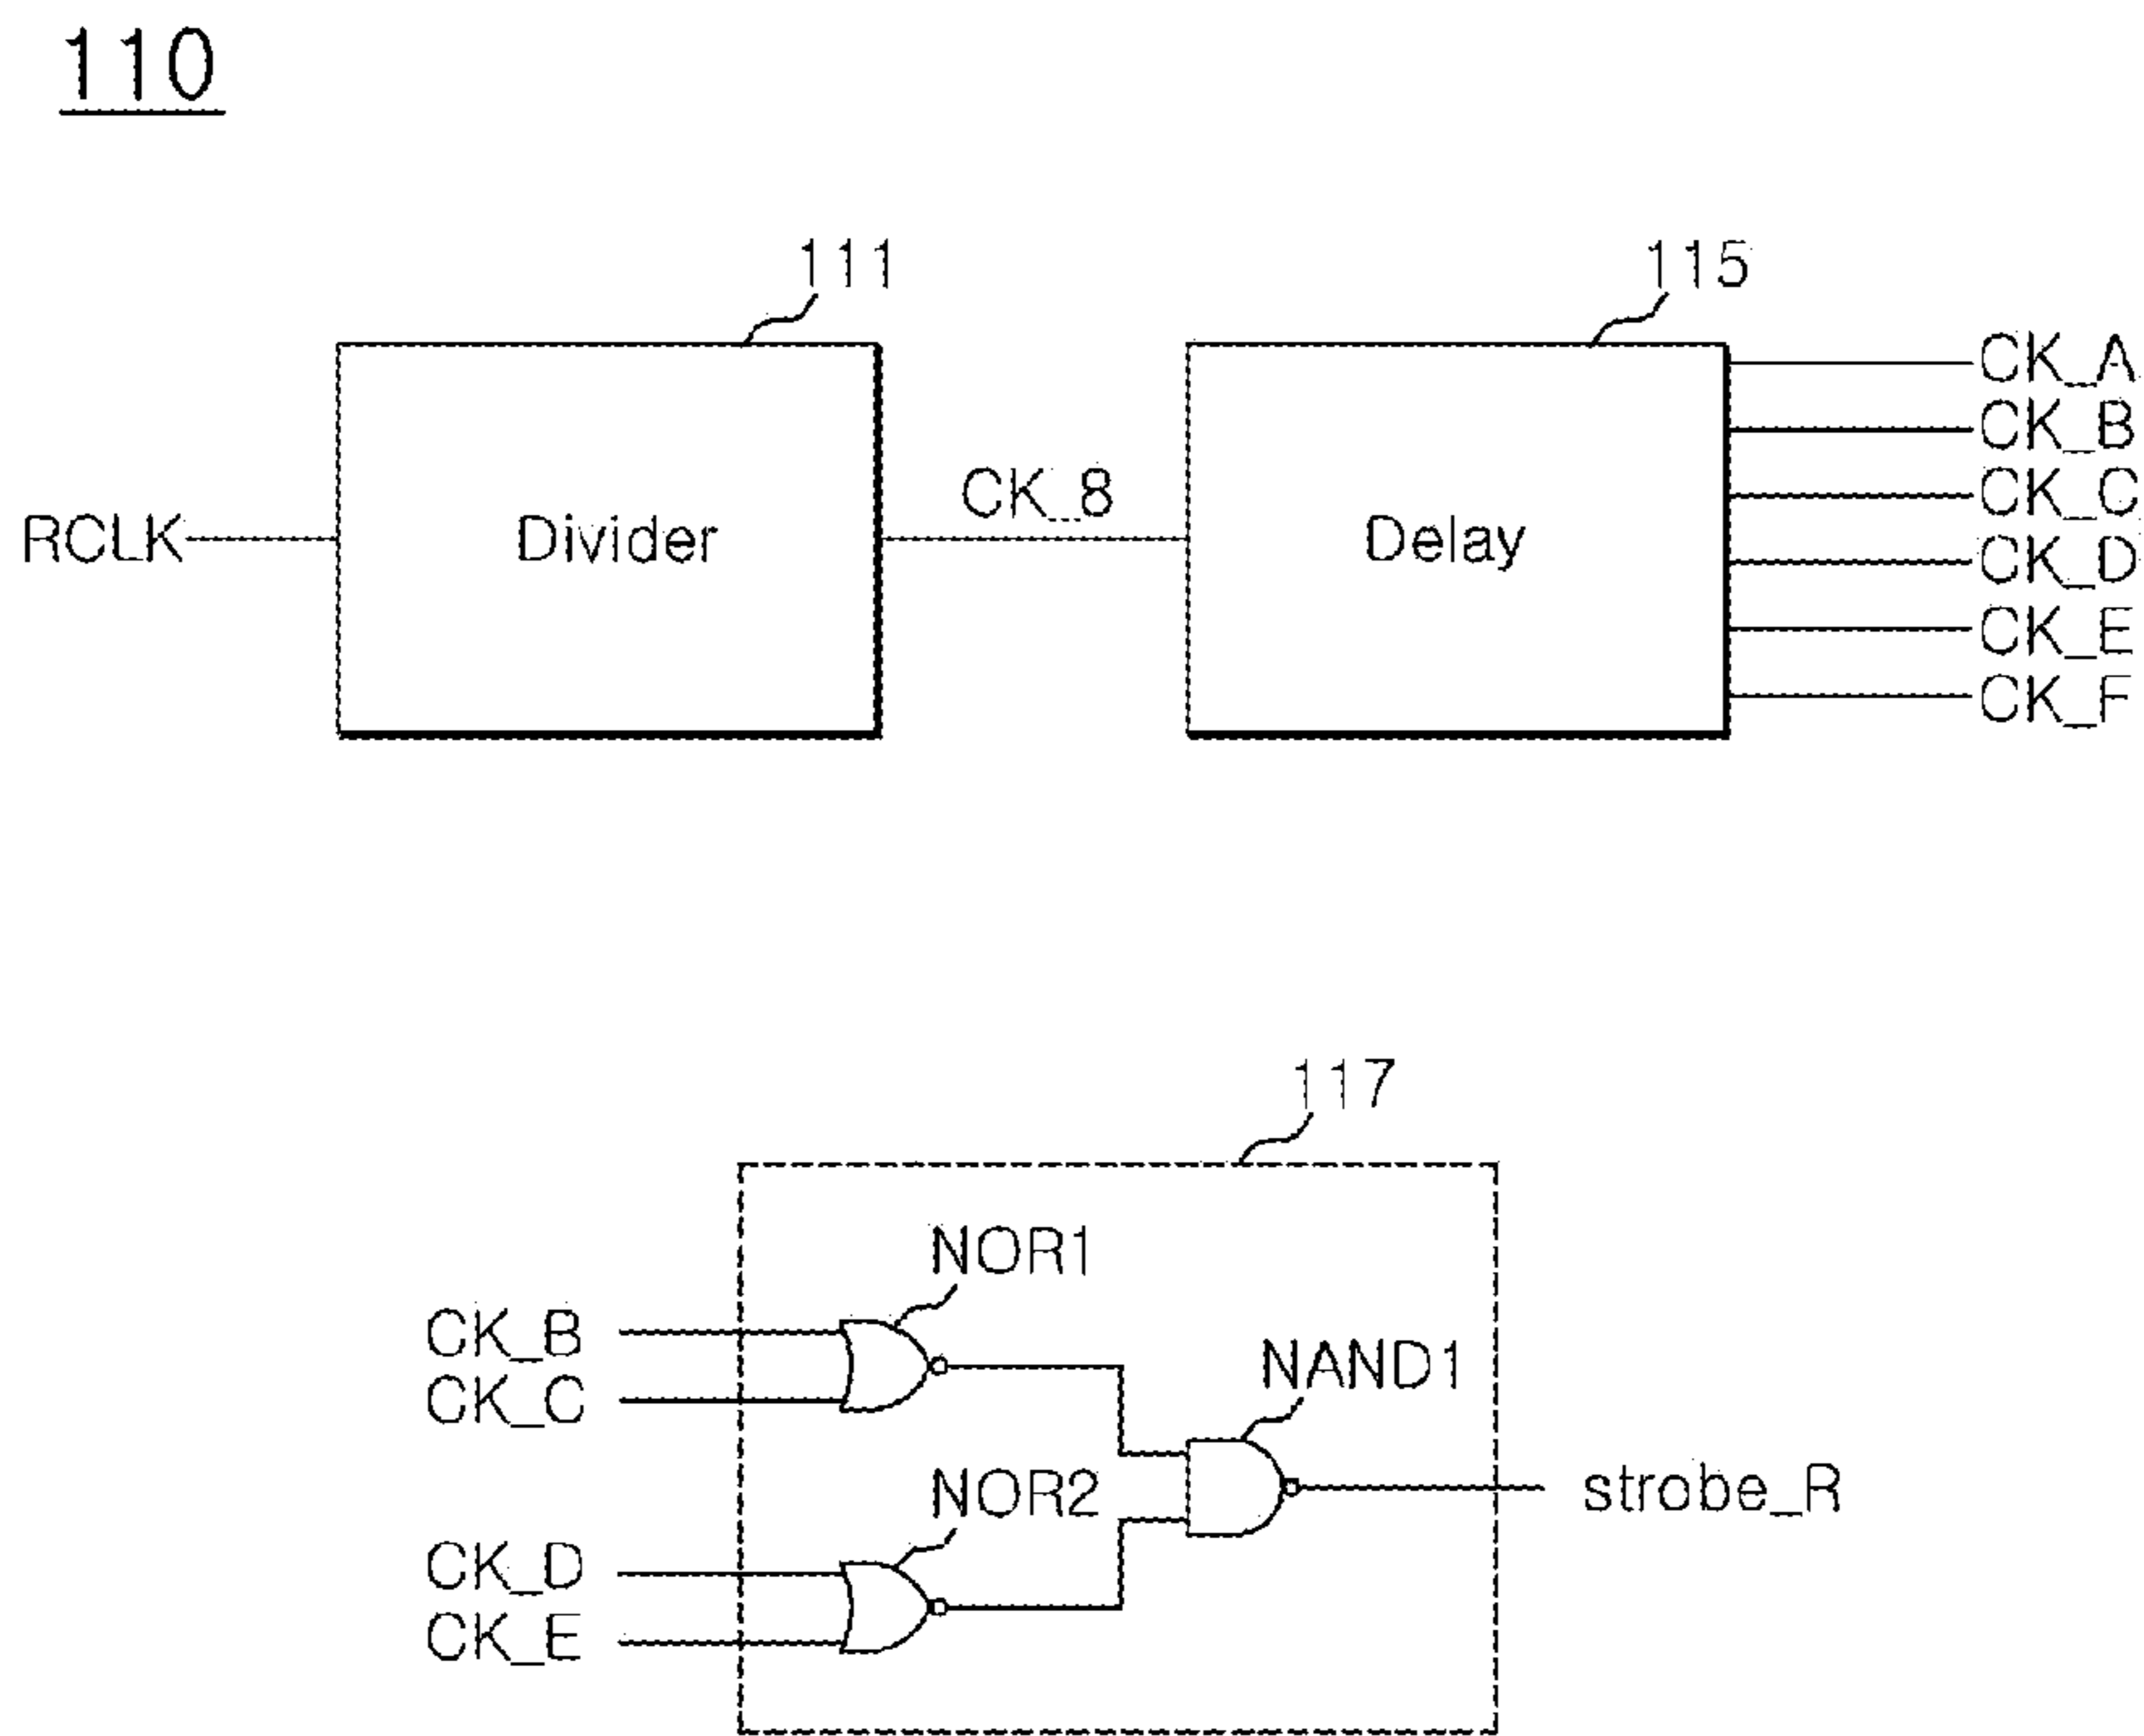 110
111
115
RCLK
Divider
CK_8
Delay
CK_A
CK_B
CK_C
CK_D
CK_E
CK_F
117
NOR1
CK_B
CK_C
NAND1
NOR2
strobe_R
CK_D
CK_E